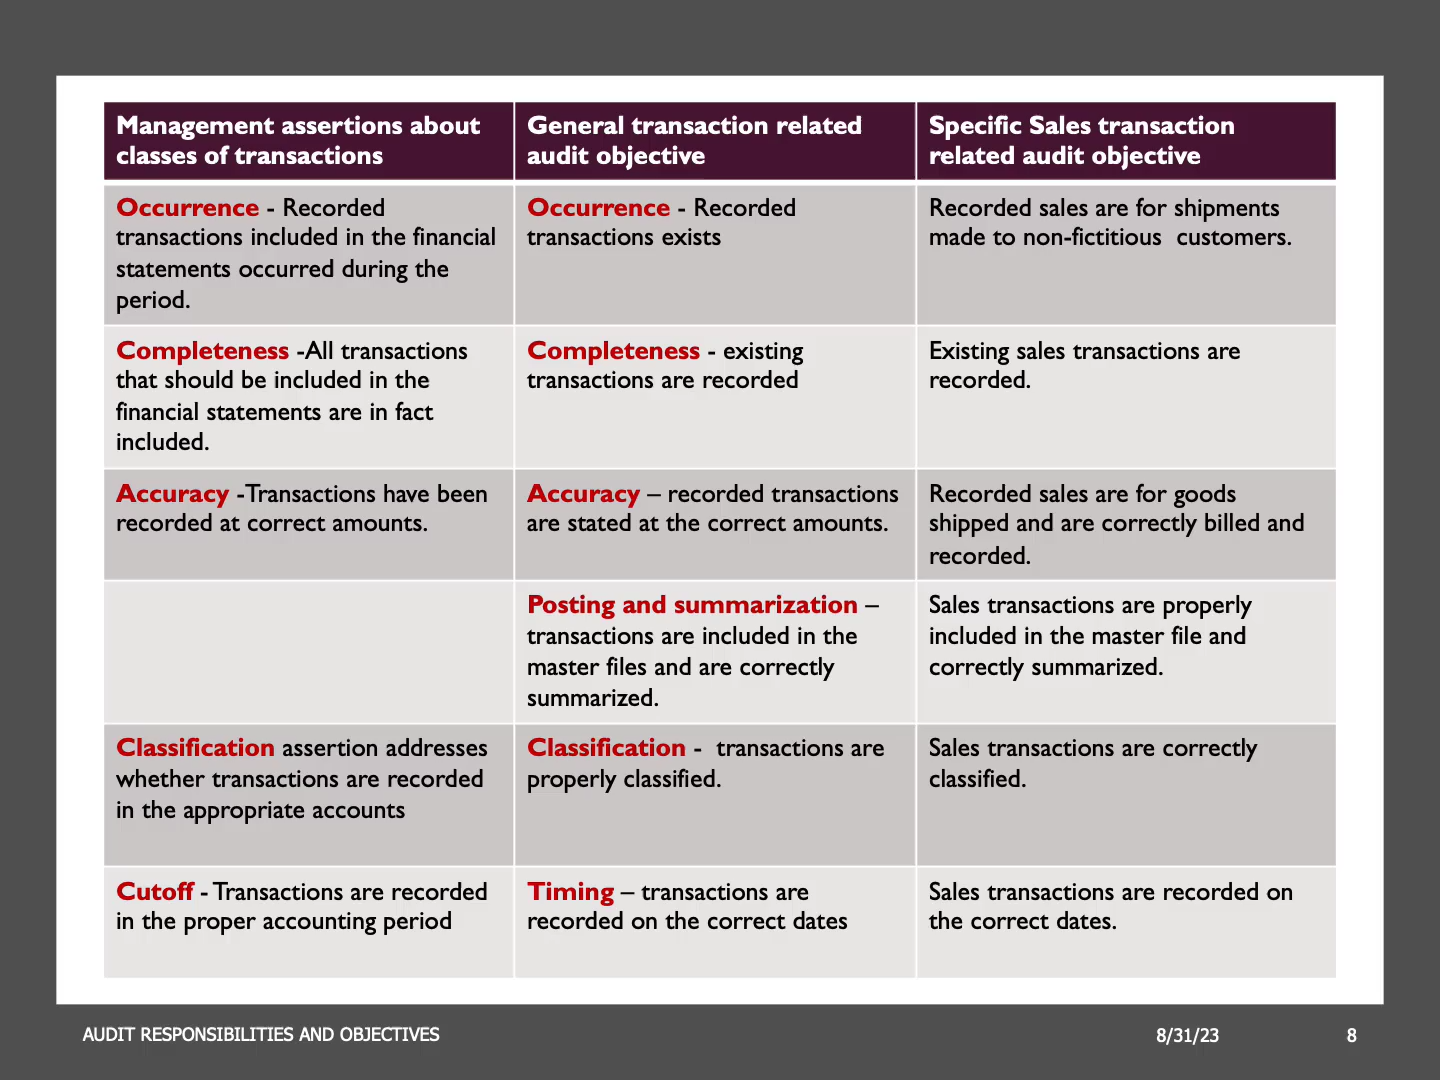 Management assertions about
classes of transactions
General transaction related
audit objective
Specific Sales transaction
related audit objective
Occurrence - Recorded
transactions included in the financial
statements occurred during the
period.
Occurrence - Recorded
transactions exists
Recorded sales are for shipments
made to non-fictitious customers.
Completeness -All transactions
that should be included in the
financial statements are in fact
included.
Completeness - existing
transactions are recorded
Existing sales transactions are
recorded.
Accuracy -Transactions have been
recorded at correct amounts.
Accuracy – recorded transactions
are stated at the correct amounts.
Recorded sales are for goods
shipped and are correctly billed and
recorded.
Posting and summarization –
transactions are included in the
master files and are correctly
summarized.
Sales transactions are properly
included in the master file and
correctly summarized.
Classification assertion addresses
whether transactions are recorded
in the appropriate accounts
Classification - transactions are
properly classified.
Sales transactions are correctly
classified.
Cutoff - Transactions are recorded
in the proper accounting period
Timing – transactions are
recorded on the correct dates
Sales transactions are recorded on
the correct dates.
AUDIT RESPONSIBILITIES AND OBJECTIVES
8/31/23
8